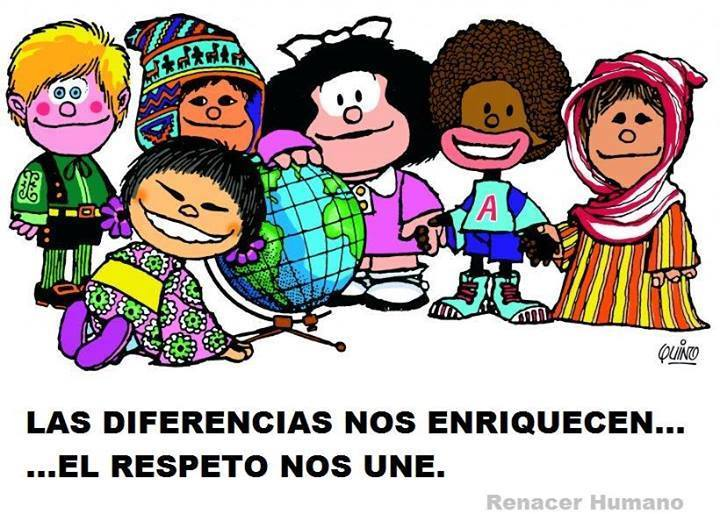 A
QUINO
LAS DIFERENCIAS NOS ENRIQUECEN...
...EL RESPETO NOS UNE.
Renacer Humano